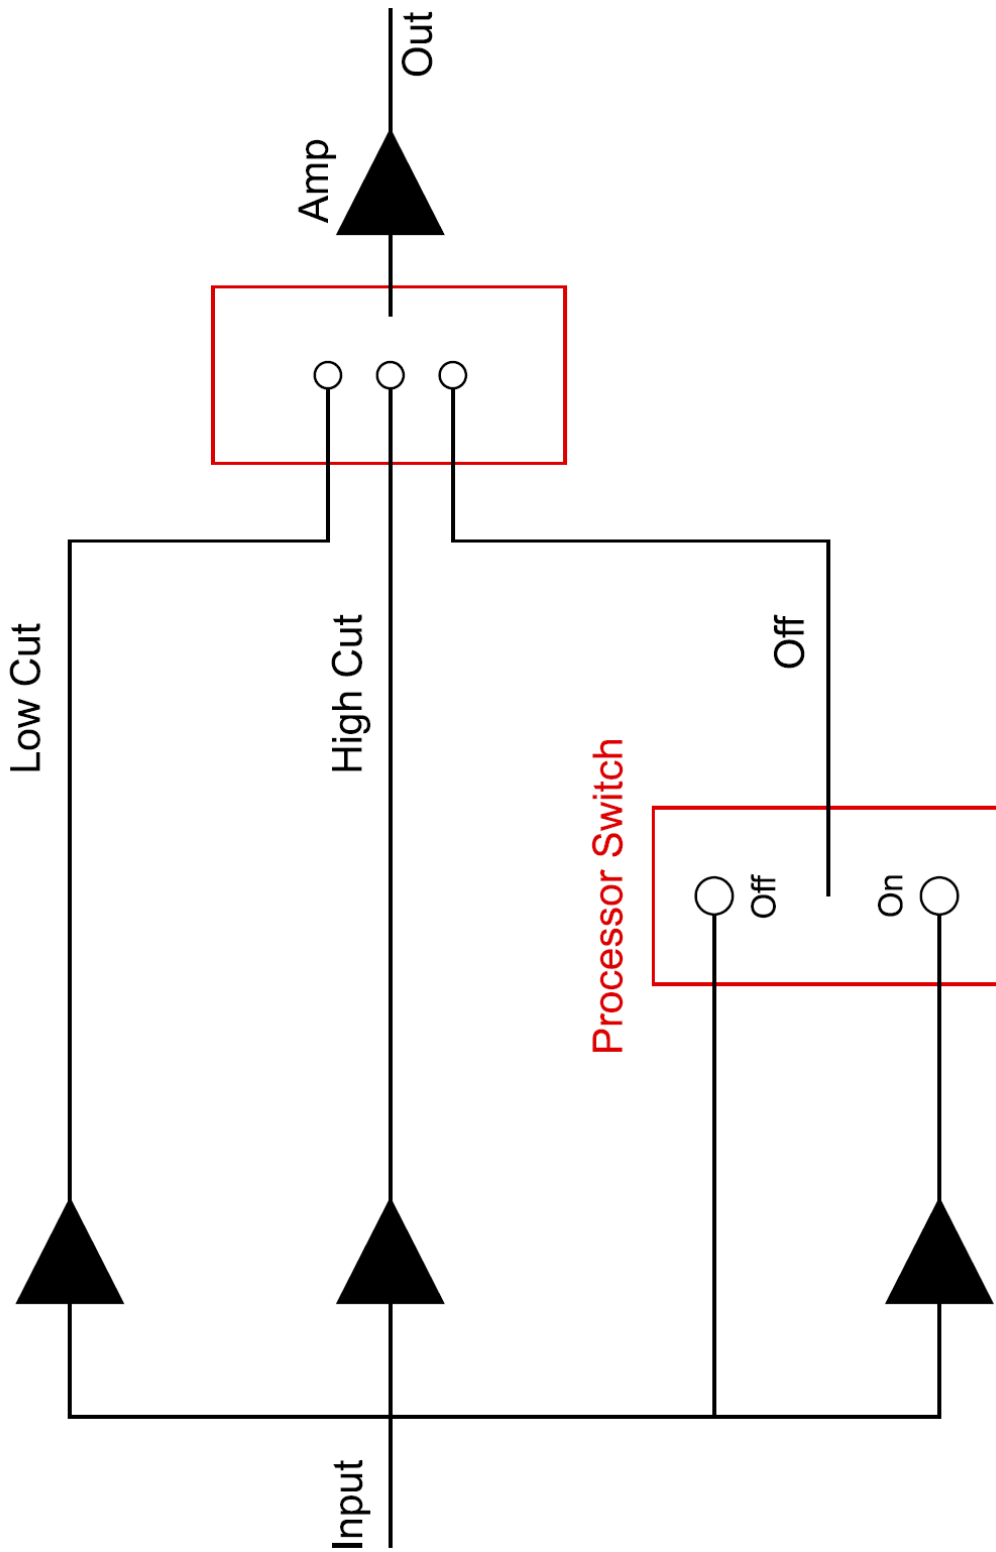 Input
Low Cut
High Cut
Processor Switch
Off
On
Off
Amp
Out